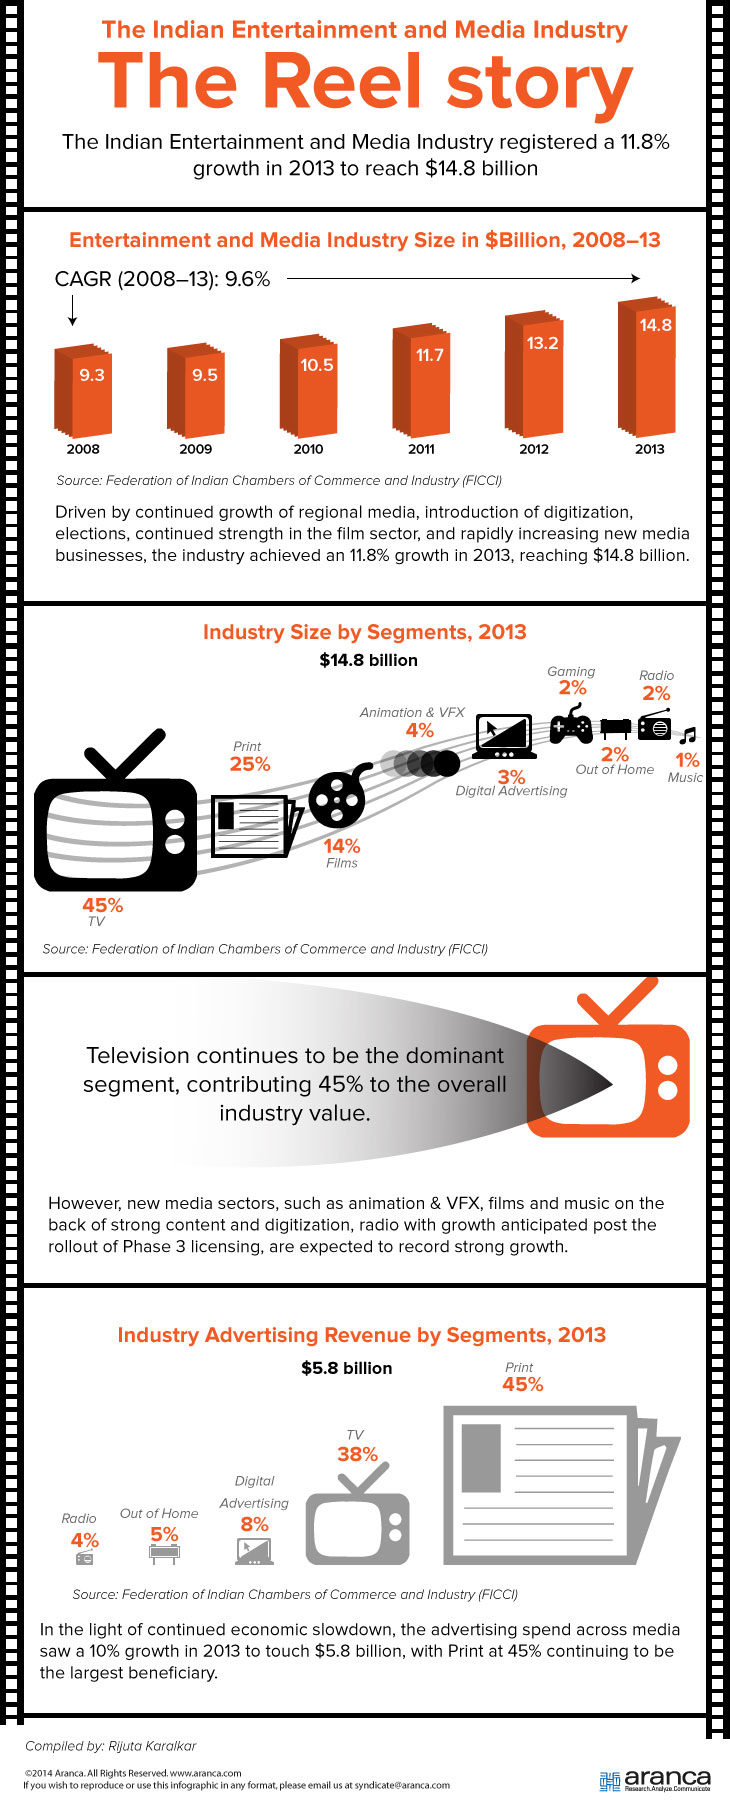 The Indian Entertainment and Media Industry
The Reel story
The Indian Entertainment and Media Industry registered a 11.8%
growth in 2013 to reach $14.8 billion
Entertainment and Media Industry Size in $Billion, 2008–13
CAGR (2008–13): 9.6%
9.3
9.5
10.5
11.7
13.2
14.8
2008
2009
2010
2011
2012
2013
Source: Federation of Indian Chambers of Commerce and Industry (FICCI)
Driven by continued growth of regional media, introduction of digitization,
elections, continued strength in the film sector, and rapidly increasing new media
businesses, the industry achieved an 11.8% growth in 2013, reaching $14.8 billion.
Industry Size by Segments, 2013
$14.8 billion
45%
TV
Print
25%
14%
Films
Animation & VFX
4%
3%
Digital Advertising
Gaming
2%
2%
Out of Home
Radio
2%
1%
Music
Source: Federation of Indian Chambers of Commerce and Industry (FICCI)
Television continues to be the dominant
segment, contributing 45% to the overall
industry value.
However, new media sectors, such as animation & VFX, films and music on the
back of strong content and digitization, radio with growth anticipated post the
rollout of Phase 3 licensing, are expected to record strong growth.
Industry Advertising Revenue by Segments, 2013
$5.8 billion
Radio
4%
Out of Home
5%
Digital
Advertising
8%
TV
38%
Print
45%
Source: Federation of Indian Chambers of Commerce and Industry (FICCI)
In the light of continued economic slowdown, the advertising spend across media
saw a 10% growth in 2013 to touch $5.8 billion, with Print at 45% continuing to be
the largest beneficiary.
Compiled by: Rijuta Karalkar
©2014 Aranca. All Rights Reserved. www.aranca.com
If you wish to reproduce or use this infographic in any format, please email us at syndicate@aranca.com
aranca
Research.Analyze.Communicate